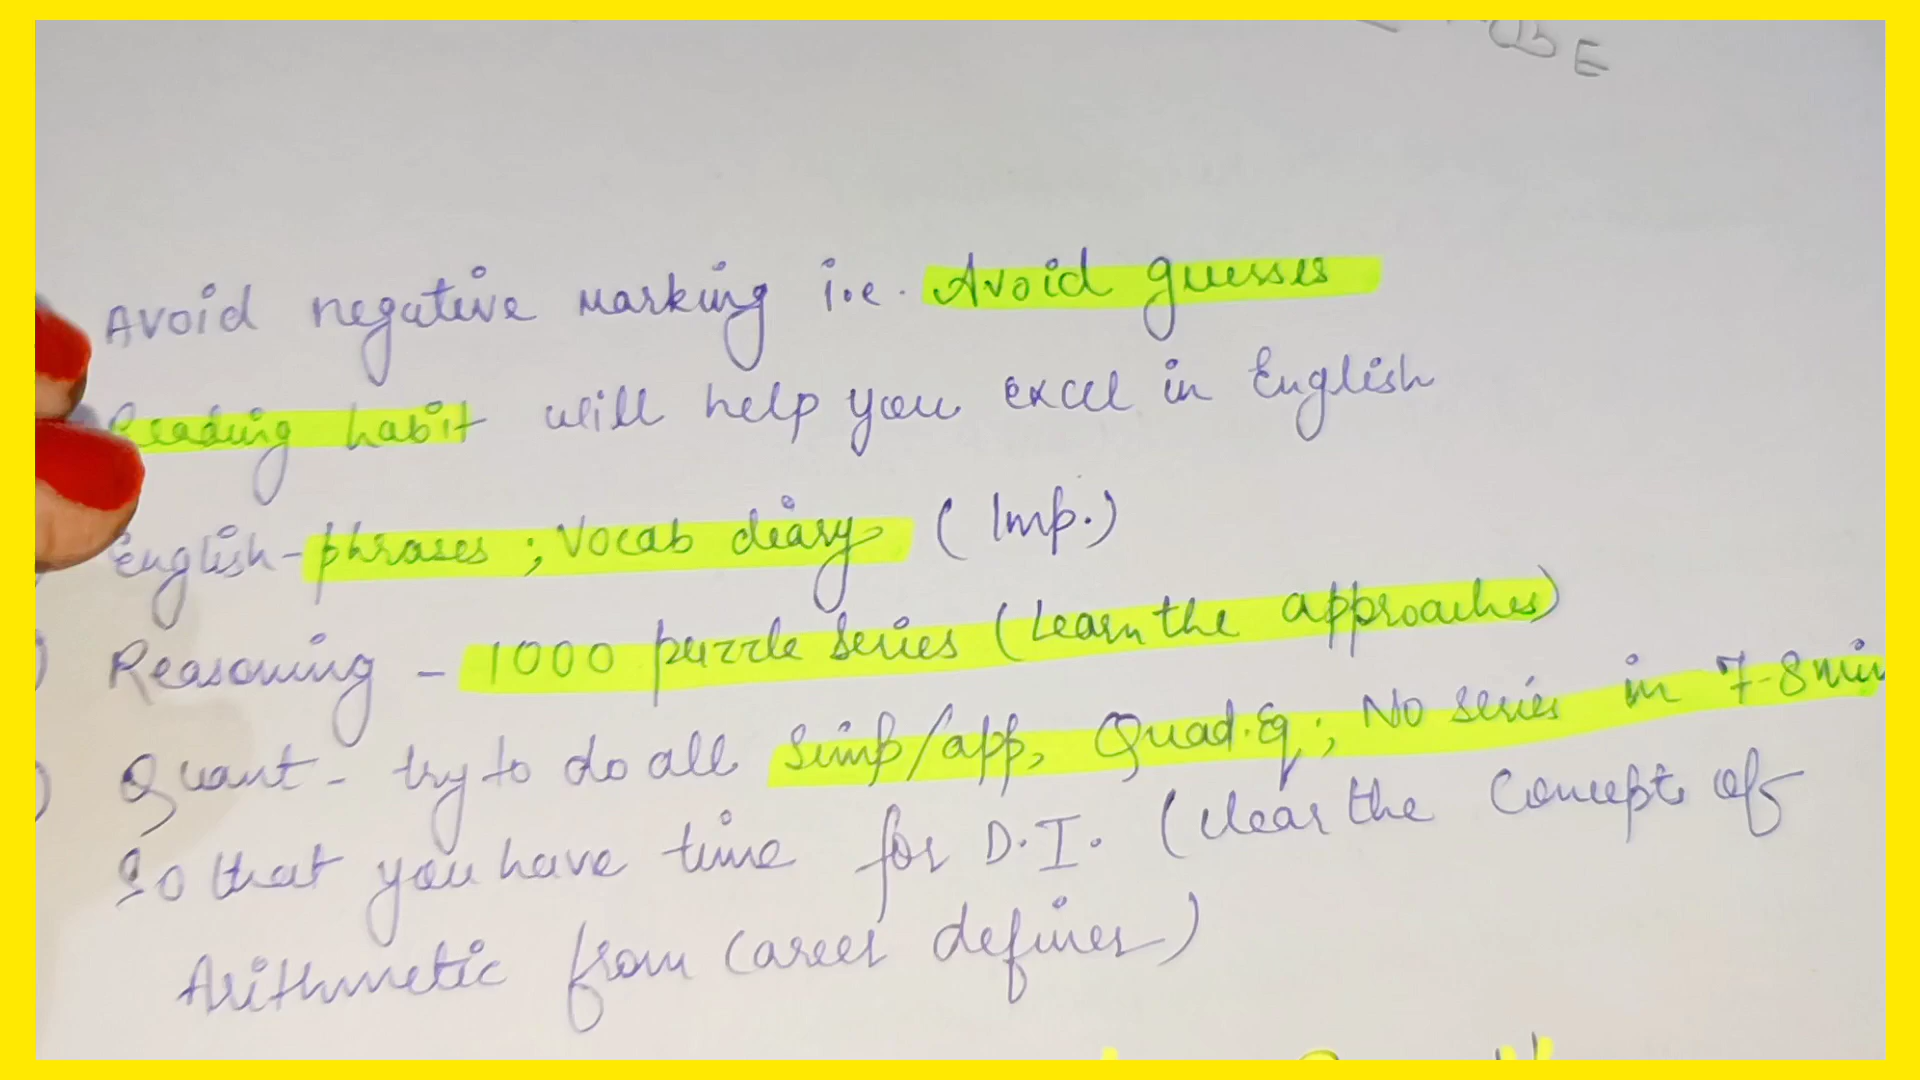 Avoid negative marking i.e. Avoid guesses
Reading habit will help you excel in English
English - phrases ; Vocab diary (Imp.)
Reasoning - 1000 puzzle series (Learn the approaches)
Quant - try to do all Simp/app, Quad. Eq ; No series in 7-8 min
So that you have time for D.I. (clear the concepts of
Arithmetic from career definer)